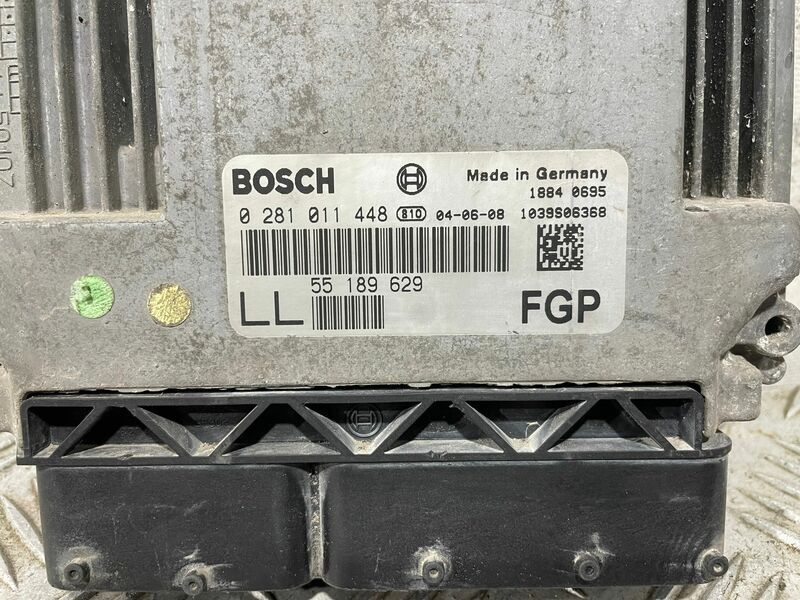 BOSCH Made in Germany
1884 0695
0 281 011 448 810 04-06-08 1039S06368
55 189 629
LL FGP